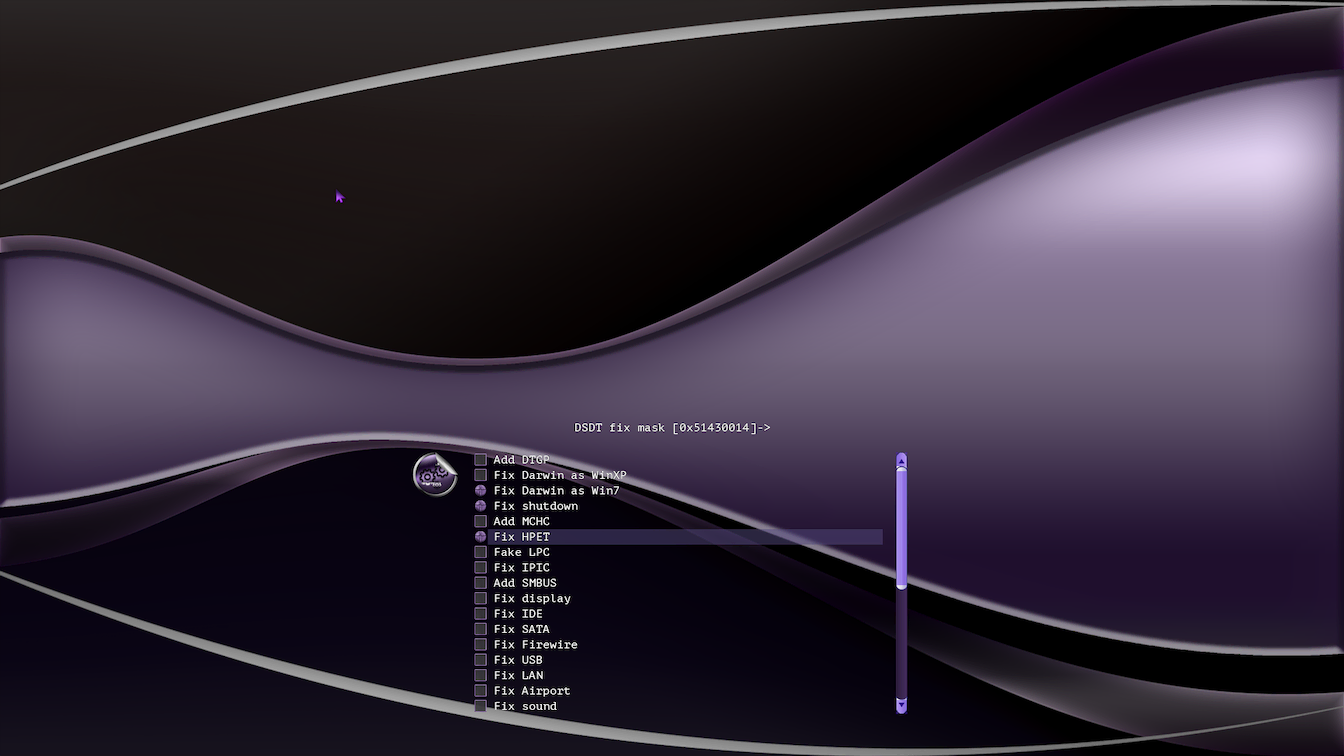 DSDT fix mask [0x51430014]->
Add DTGP
Fix Darwin as WinXP
Fix Darwin as Win7
Fix shutdown
Add MCHC
Fix HPET
Fake LPC
Fix IPIC
Add SMBUS
Fix display
Fix IDE
Fix SATA
Fix Firewire
Fix USB
Fix LAN
Fix Airport
Fix sound